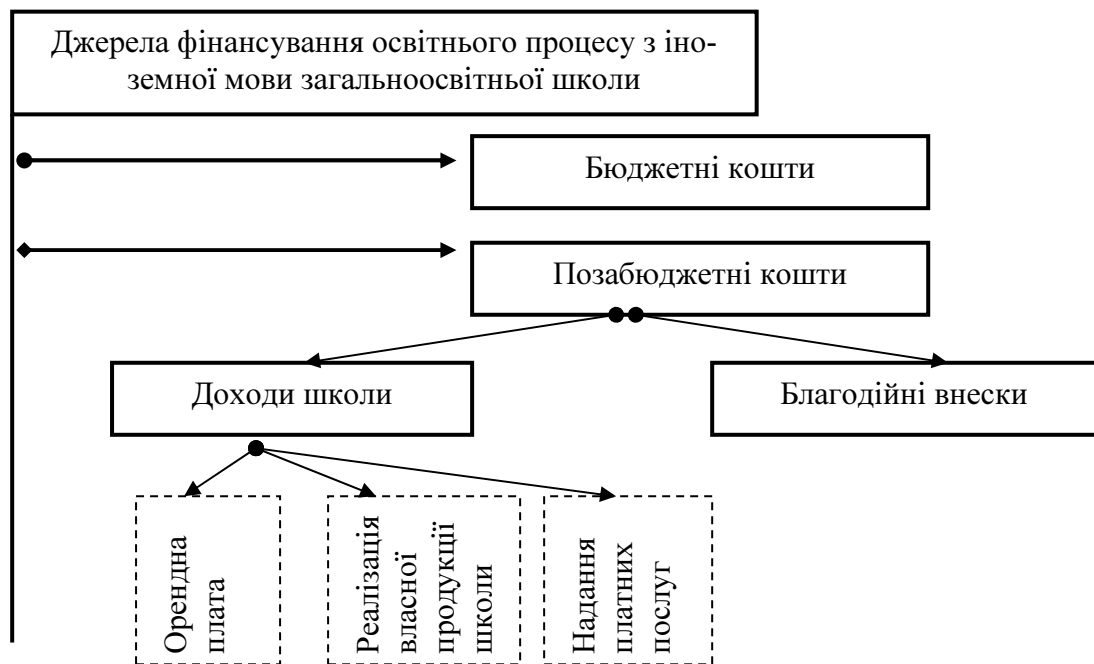 Джерела фінансування освітнього процесу з іно-
земної мови загальноосвітньої школи
Бюджетні кошти
Позабюджетні кошти
Доходи школи
Благодійні внески
Орендна
плата
Реалізація
власної
продукції
школи
Надання
платних
послуг